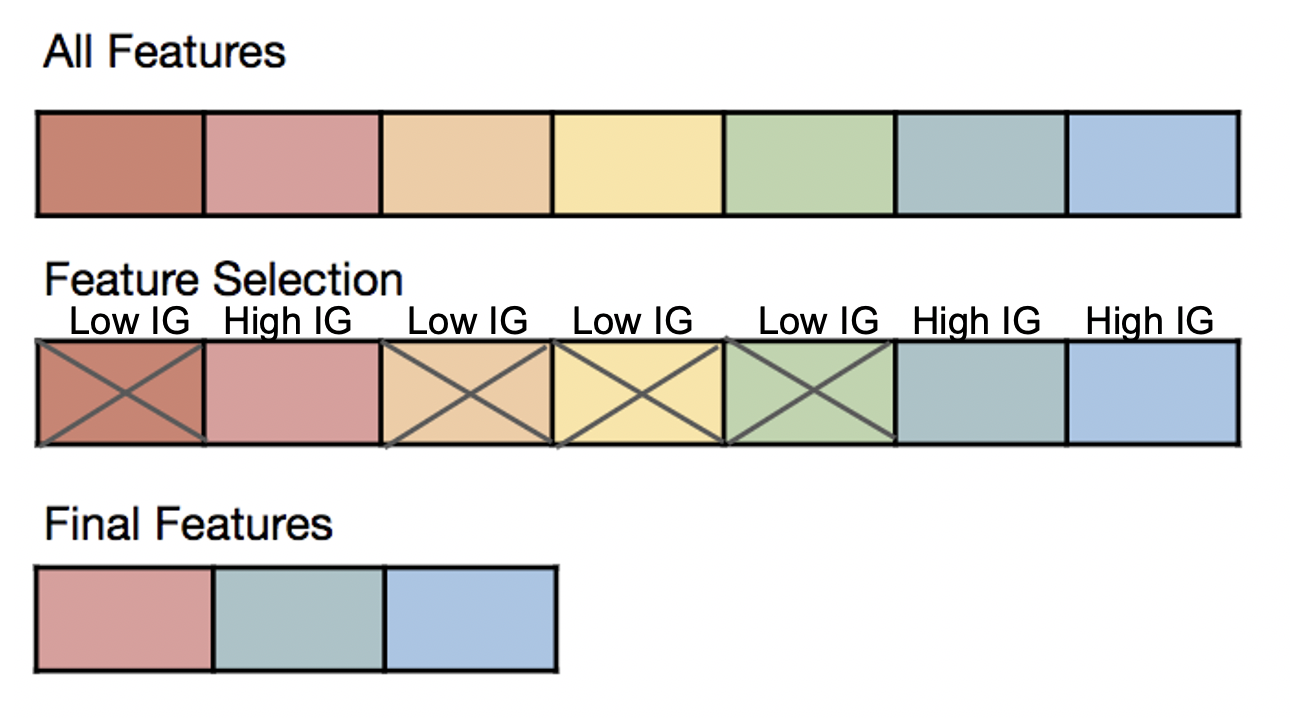 All Features
Feature Selection
Low IG High IG Low IG Low IG Low IG High IG High IG
Final Features